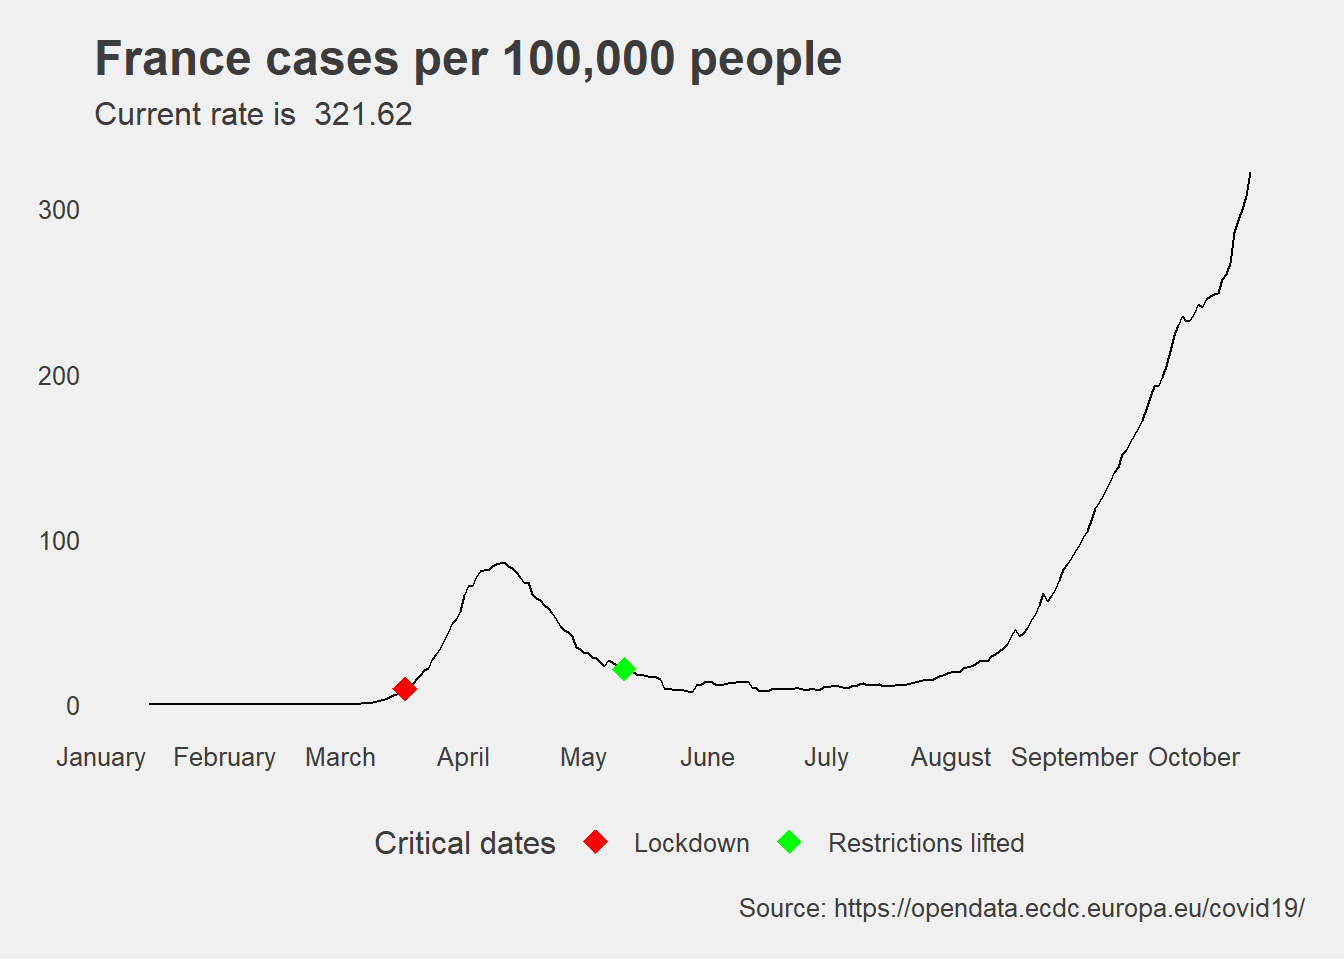 France cases per 100,000 people
Current rate is  321.62
300
200
100
0
January February March April May June July August September October
Critical dates Lockdown Restrictions lifted
Source: https://opendata.ecdc.europa.eu/covid19/